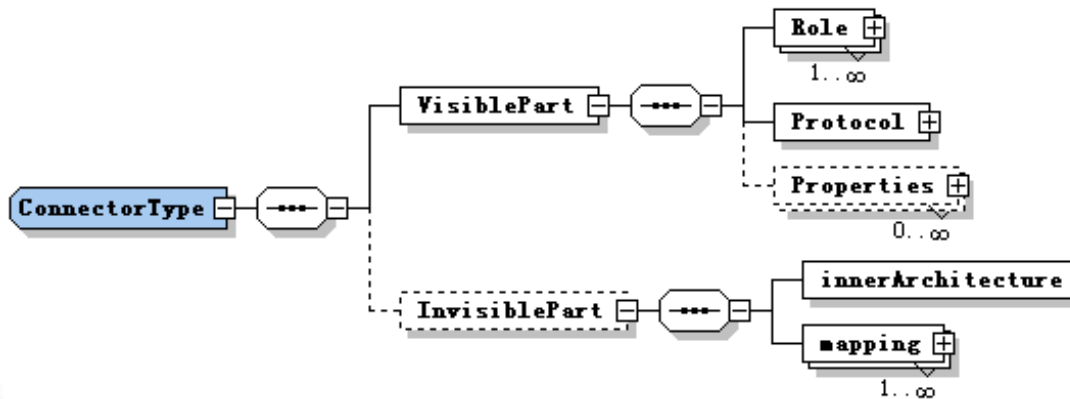 Role
1..∞
VisiblePart
Protocol
ConnectorType
Properties
0..∞
innerArchitecture
InvisiblePart
mapping
1..∞